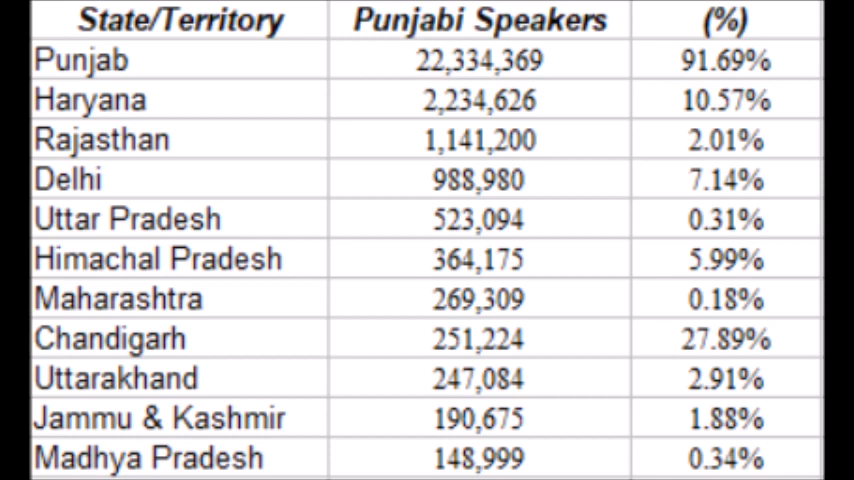 State/Territory Punjabi Speakers (%)
Punjab 22,334,369 91.69%
Haryana 2,234,626 10.57%
Rajasthan 1,141,200 2.01%
Delhi 988,980 7.14%
Uttar Pradesh 523,094 0.31%
Himachal Pradesh 364,175 5.99%
Maharashtra 269,309 0.18%
Chandigarh 251,224 27.89%
Uttarakhand 247,084 2.91%
Jammu & Kashmir 190,675 1.88%
Madhya Pradesh 148,999 0.34%